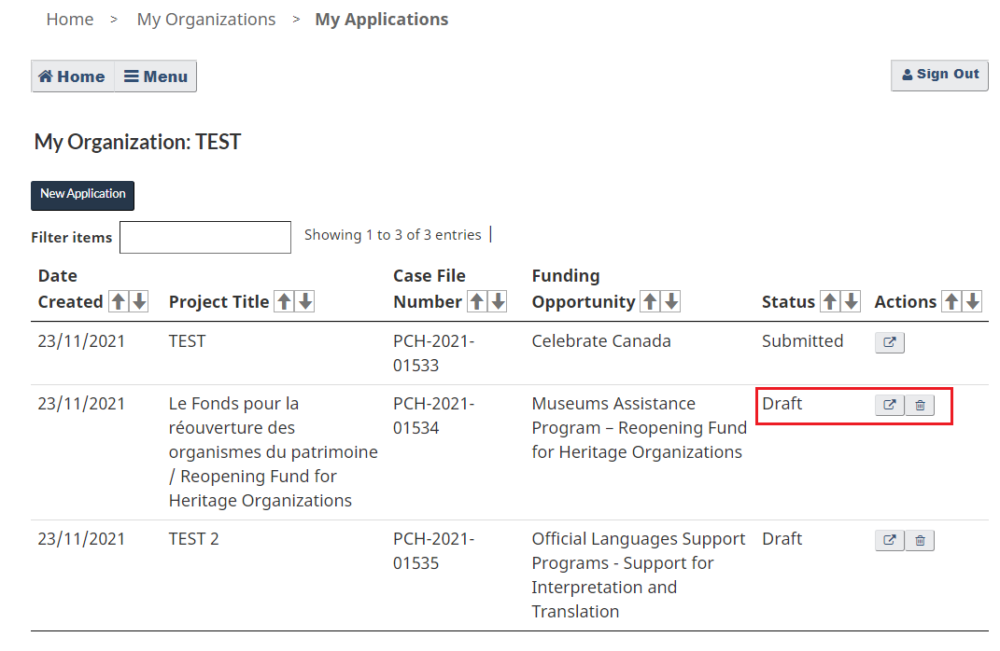 Home > My Organizations > My Applications
Home Menu
Sign Out
My Organization: TEST
New Application
Filter items Showing 1 to 3 of 3 entries |
Date Case File Funding
Created Project Title Number Opportunity Status Actions
23/11/2021 TEST PCH-2021- Celebrate Canada Submitted
01533
23/11/2021 Le Fonds pour la PCH-2021- Museums Assistance Draft
réouverture des 01534 Program – Reopening Fund
organismes du patrimoine for Heritage Organizations
/ Reopening Fund for
Heritage Organizations
23/11/2021 TEST 2 PCH-2021- Official Languages Support Draft
01535 Programs - Support for
Interpretation and
Translation